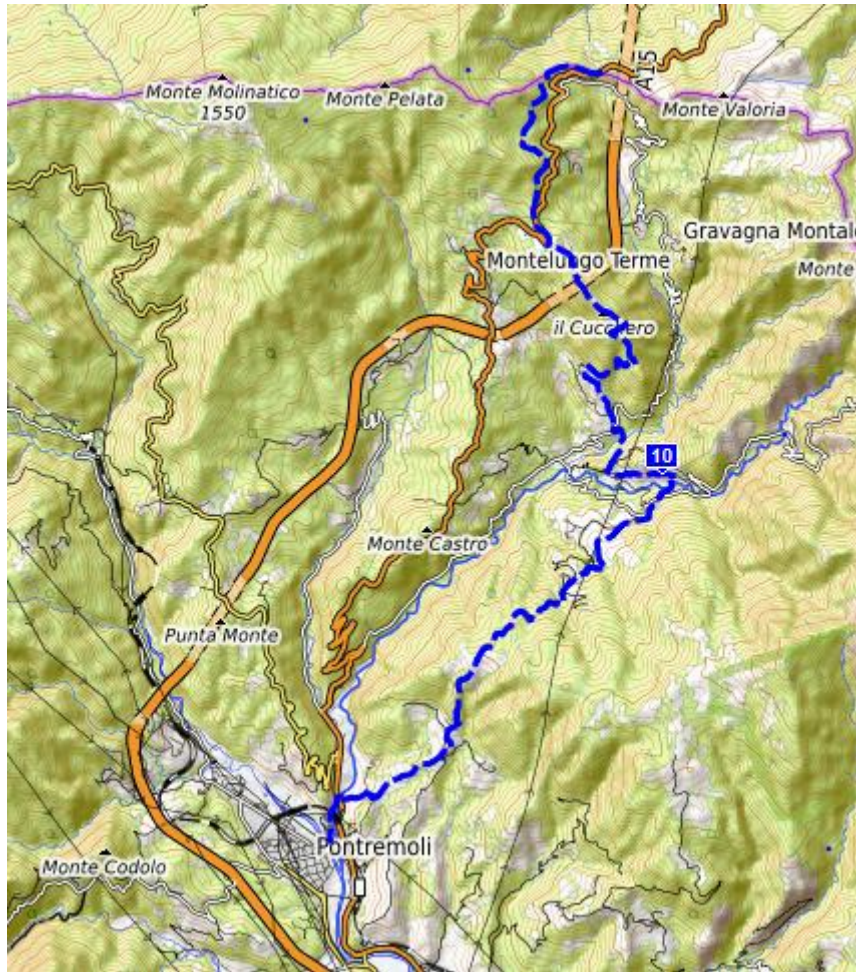 A15
Monte Molinatico
1550
Monte Pelata
Monte Valoria
Gravagna Montale
Montelungo Terme
Monte
il Cucchero
10
Monte Castro
Punta Monte
Pontremoli
Monte Codolo